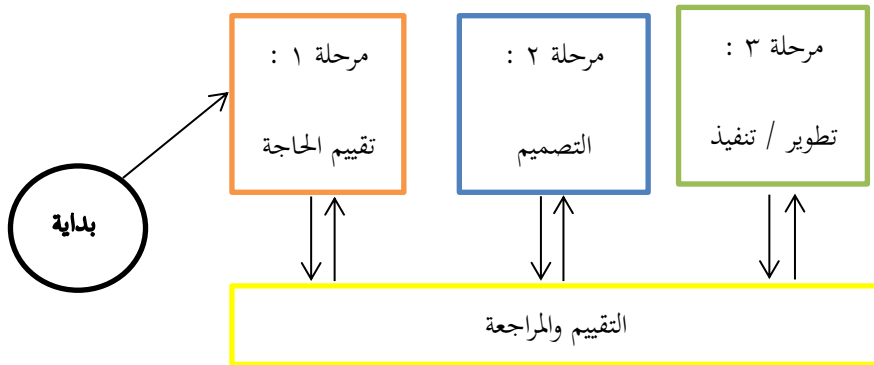 مرحلة ١ :
تقييم الحاجة
مرحلة ٢ :
التصميم
مرحلة ٣ :
تطوير / تنفيذ
بداية
التقييم والمراجعة